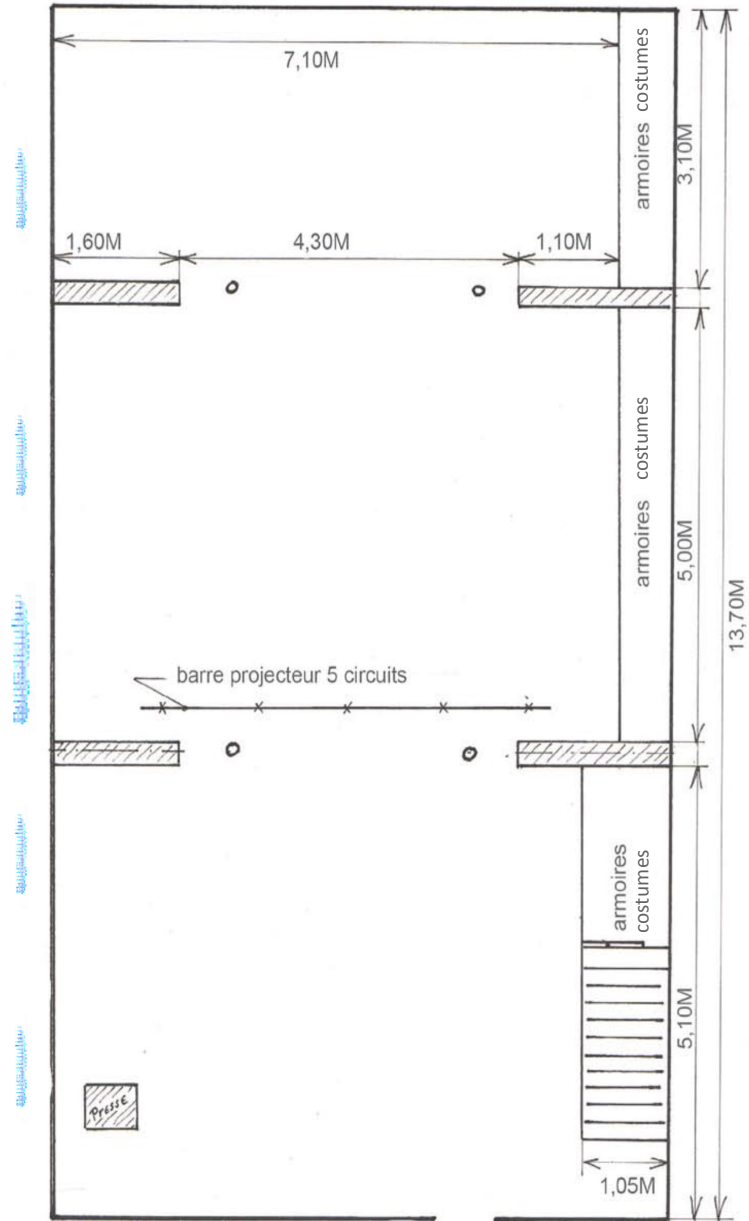 7,10M
armoires costumes
3,10M
1,60M
4,30M
1,10M
armoires costumes
5,00M
13,70M
barre projecteur 5 circuits
armoires
costumes
5,10M
Presse
1,05M